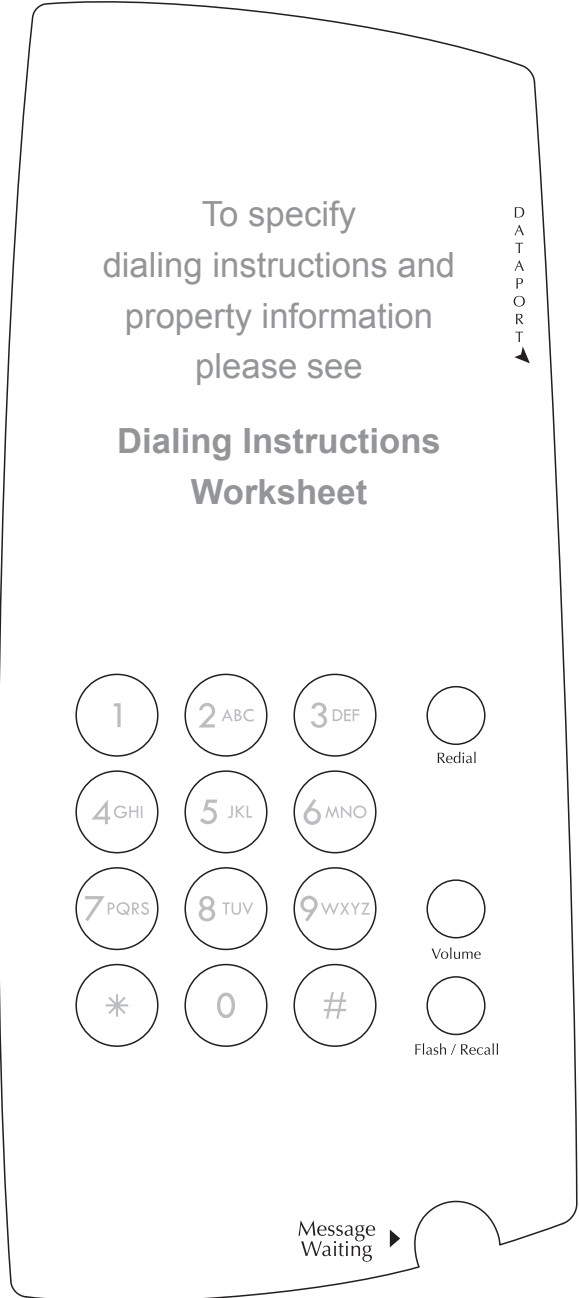 To specify
dialing instructions and
property information
please see
Dialing Instructions
Worksheet
DATAPORT
1
2 ABC
3 DEF
Redial
4 GHI
5 JKL
6 MNO
7 PQRS
8 TUV
9 WXYZ
Volume
*
0
#
Flash / Recall
Message
Waiting